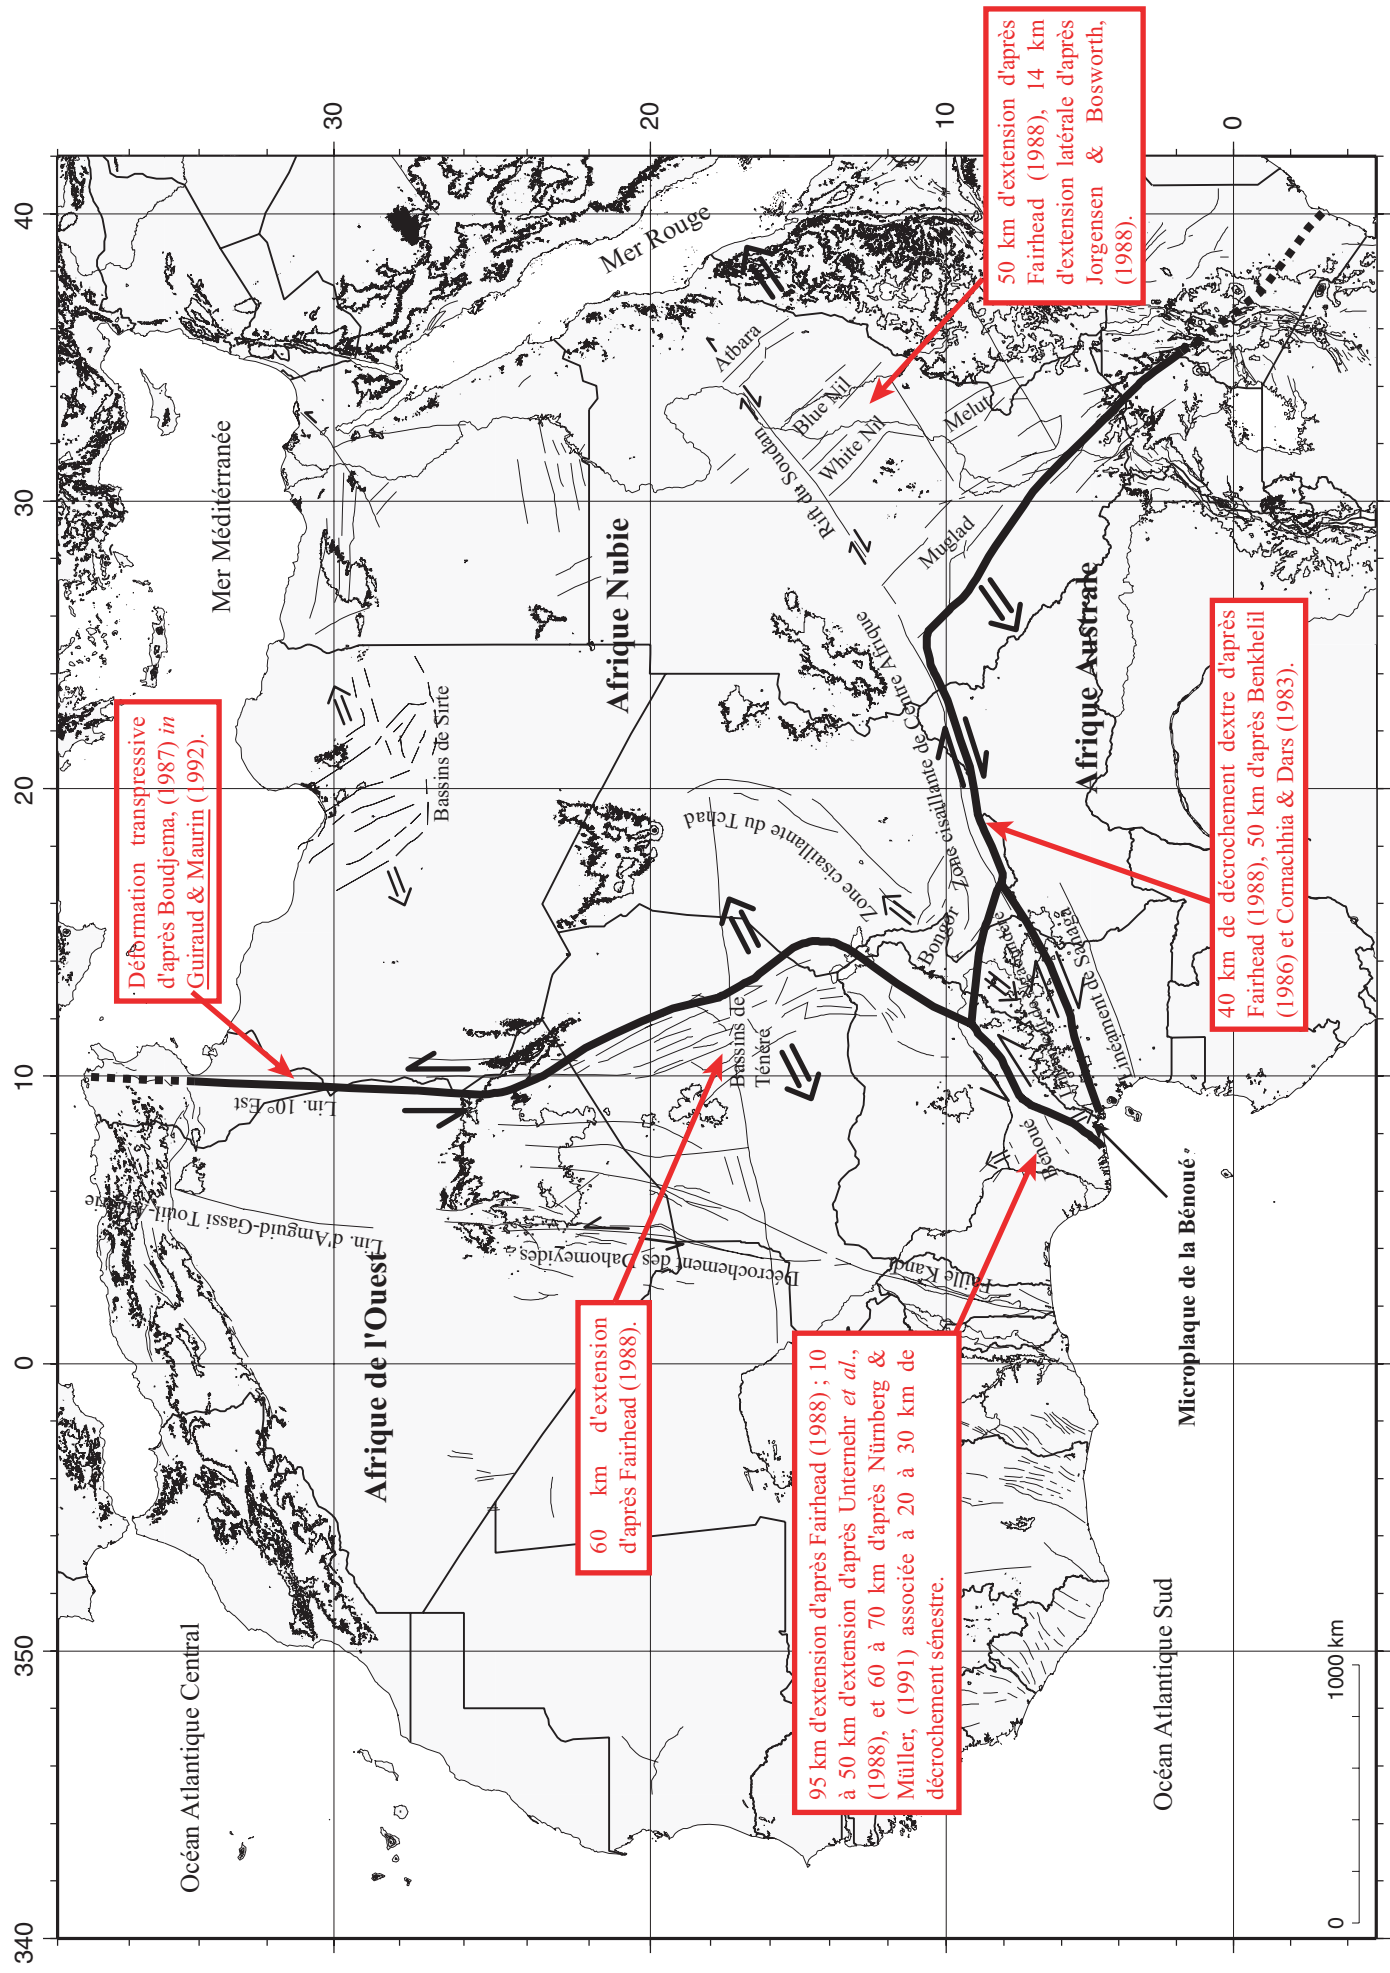 340
350
0
10
20
30
40
30
20
10
0
Océan Atlantique Central
Mer Méditérranée
Mer Rouge
Déformation transpressive
d'après Boudjema, (1987) in
Guiraud & Maurin (1992).
Lin. 10° Est
Lin. d'Amguid-Gassi Touil-
Afrique de l'Ouest
Bassins de Sirte
Afrique Nubie
60 km d'extension
d'après Fairhead (1988).
Décrochement des Dahomeyides
Faille Kandi
Bassins de
Ténéré
Zone cisaillante du Tchad
Atbara
Rift du Soudan
Blue Nil
White Nil
Melut
Muglad
Zone cisaillante de Centre Afrique
Bongor
Bénoué
Linéament de Sanaga
Afrique Australe
Microplaque de la Bénoué
95 km d'extension d'après Fairhead (1988) ; 10
à 50 km d'extension d'après Unternehr et al.,
(1988), et 60 à 70 km d'après Nürnberg &
Müller, (1991) associée à 20 à 30 km de
décrochement sénestre.
40 km de décrochement dextre d'après
Fairhead (1988), 50 km d'après Benkhelil
(1986) et Cornachhia & Dars (1983).
50 km d'extension d'après
Fairhead (1988), 14 km
d'extension latérale d'après
Jorgensen & Bosworth,
(1988).
Océan Atlantique Sud
0
1000 km